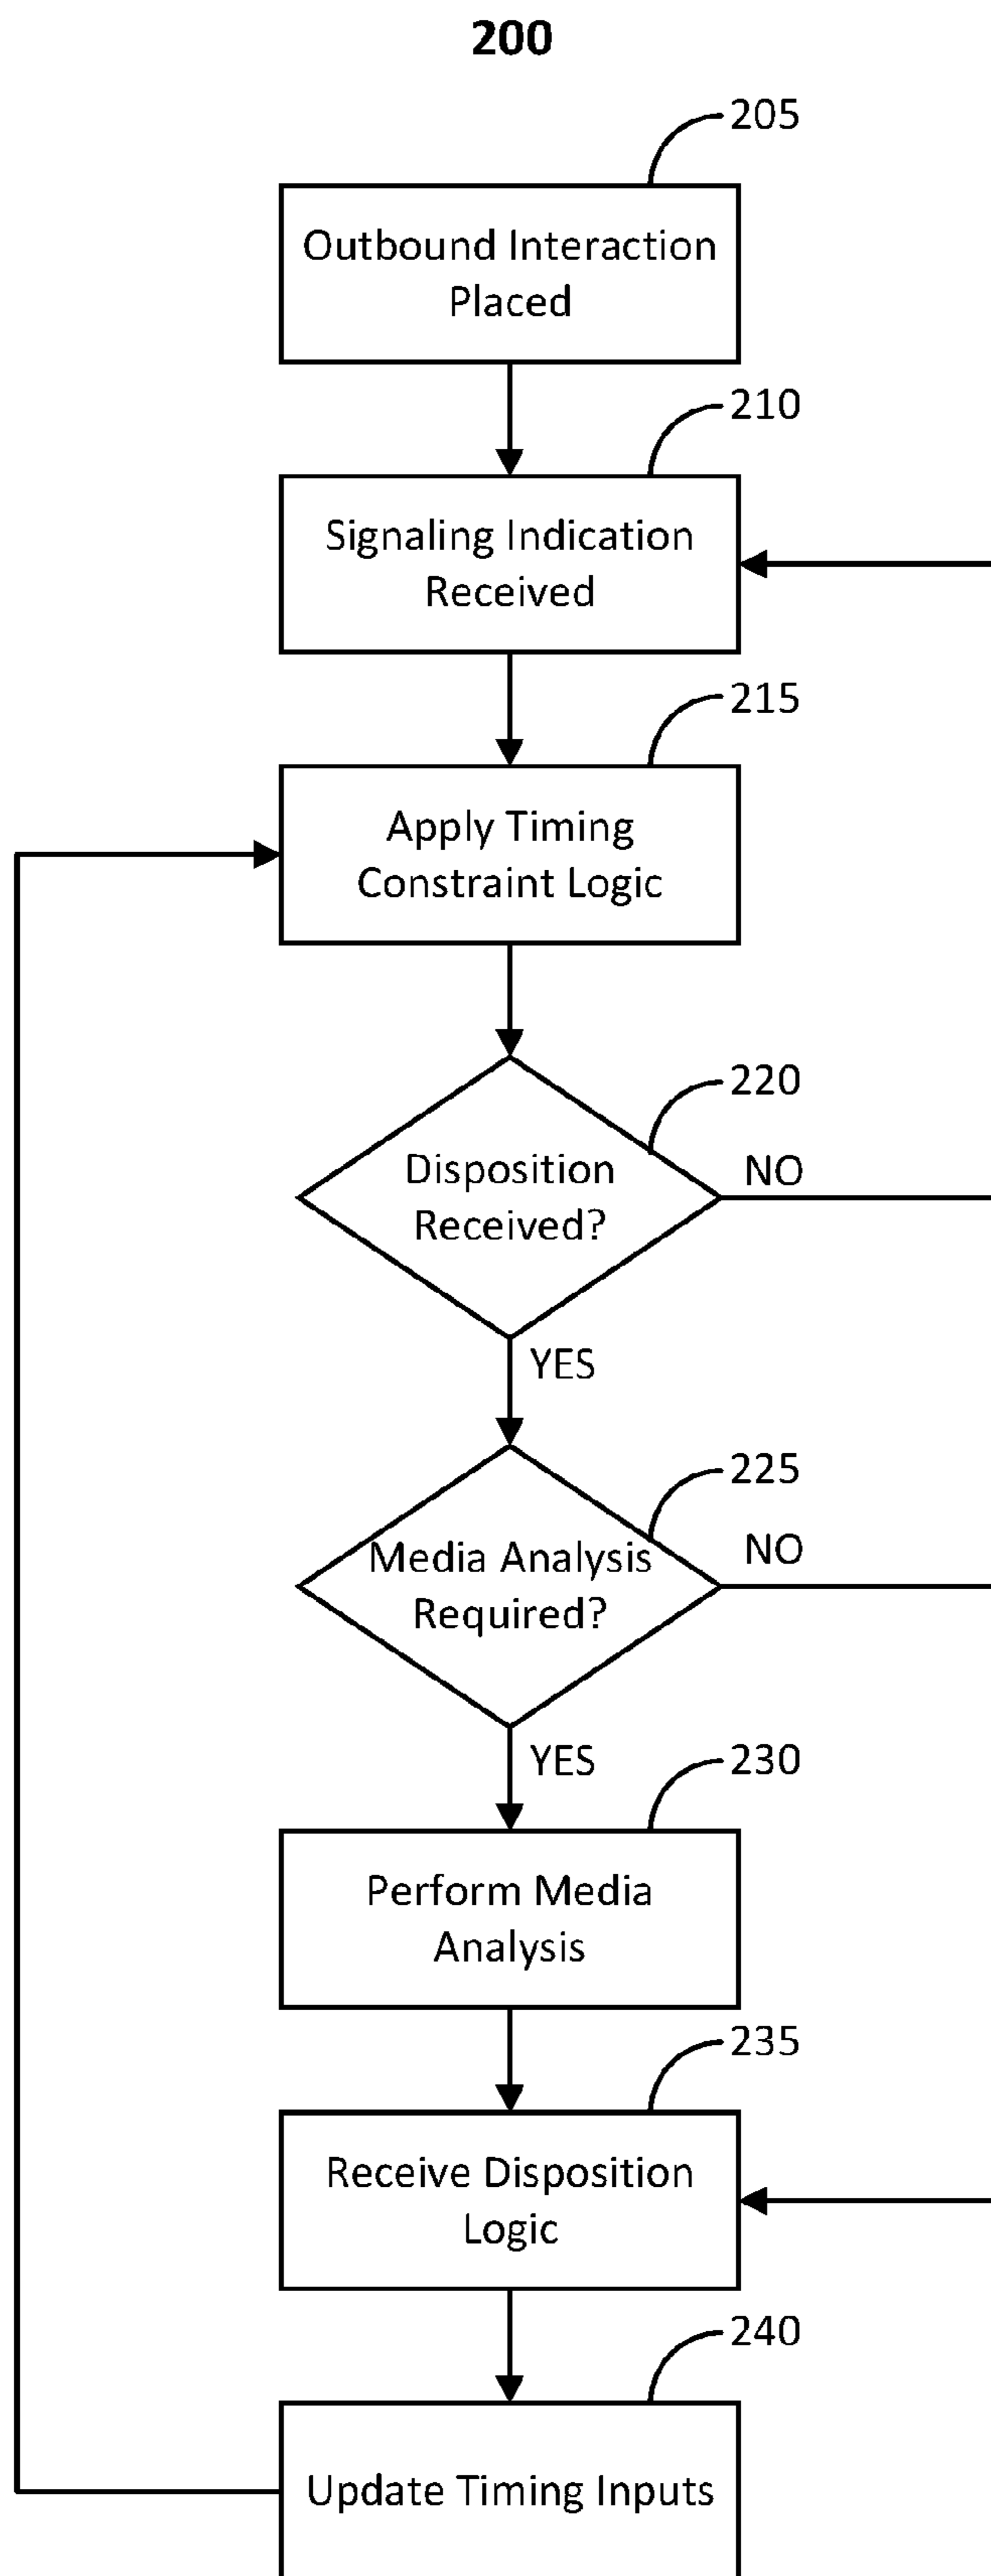 200
205
Outbound Interaction
Placed
210
Signaling Indication
Received
215
Apply Timing
Constraint Logic
220
Disposition
Received?
NO
YES
225
Media Analysis
Required?
NO
YES
230
Perform Media
Analysis
235
Receive Disposition
Logic
240
Update Timing Inputs